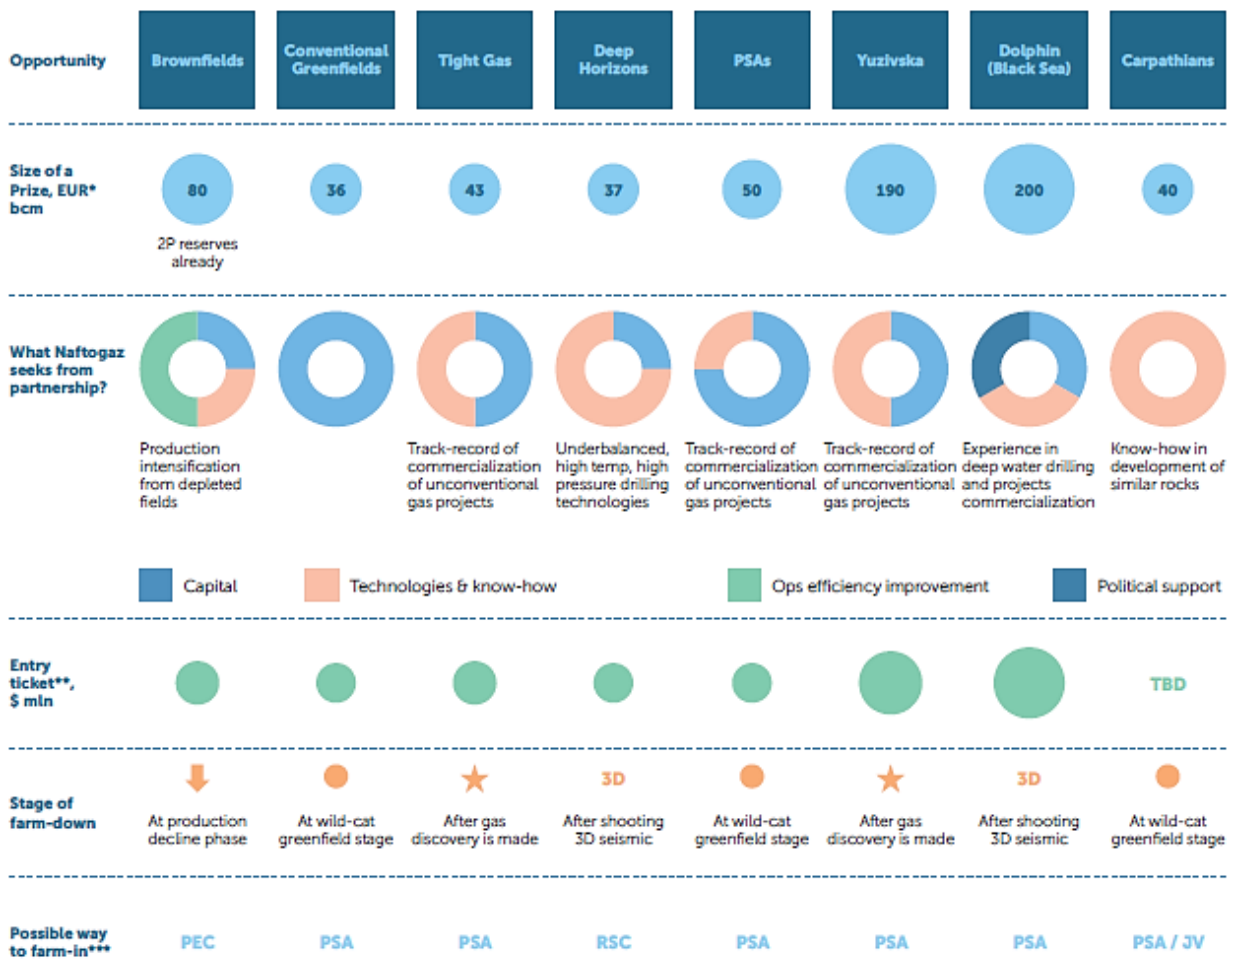 Opportunity
Brownfields
Conventional
Greenfields
Tight Gas
Deep
Horizons
PSAs
Yuzivska
Dolphin
(Black Sea)
Carpathians
Size of a
Prize, EUR*
bcm
80
36
43
37
50
190
200
40
2P reserves
already
What Naftogaz
seeks from
partnership?
Production
intensification
from depleted
fields
Track-record of
commercialization
of unconventional
gas projects
Underbalanced,
high temp, high
pressure drilling
technologies
Track-record of
commercialization
of unconventional
gas projects
Track-record of
commercialization
of unconventional
gas projects
Experience in
deep water drilling
and projects
commercialization
Know-how in
development of
similar rocks
Capital
Technologies & know-how
Ops efficiency improvement
Political support
Entry
ticket**,
$ mln
TBD
Stage of
farm-down
At production
decline phase
At wild-cat
greenfield stage
After gas
discovery is made
3D
After shooting
3D seismic
At wild-cat
greenfield stage
After gas
discovery is made
3D
After shooting
3D seismic
At wild-cat
greenfield stage
Possible way
to farm-in***
PEC
PSA
PSA
RSC
PSA
PSA
PSA
PSA / JV